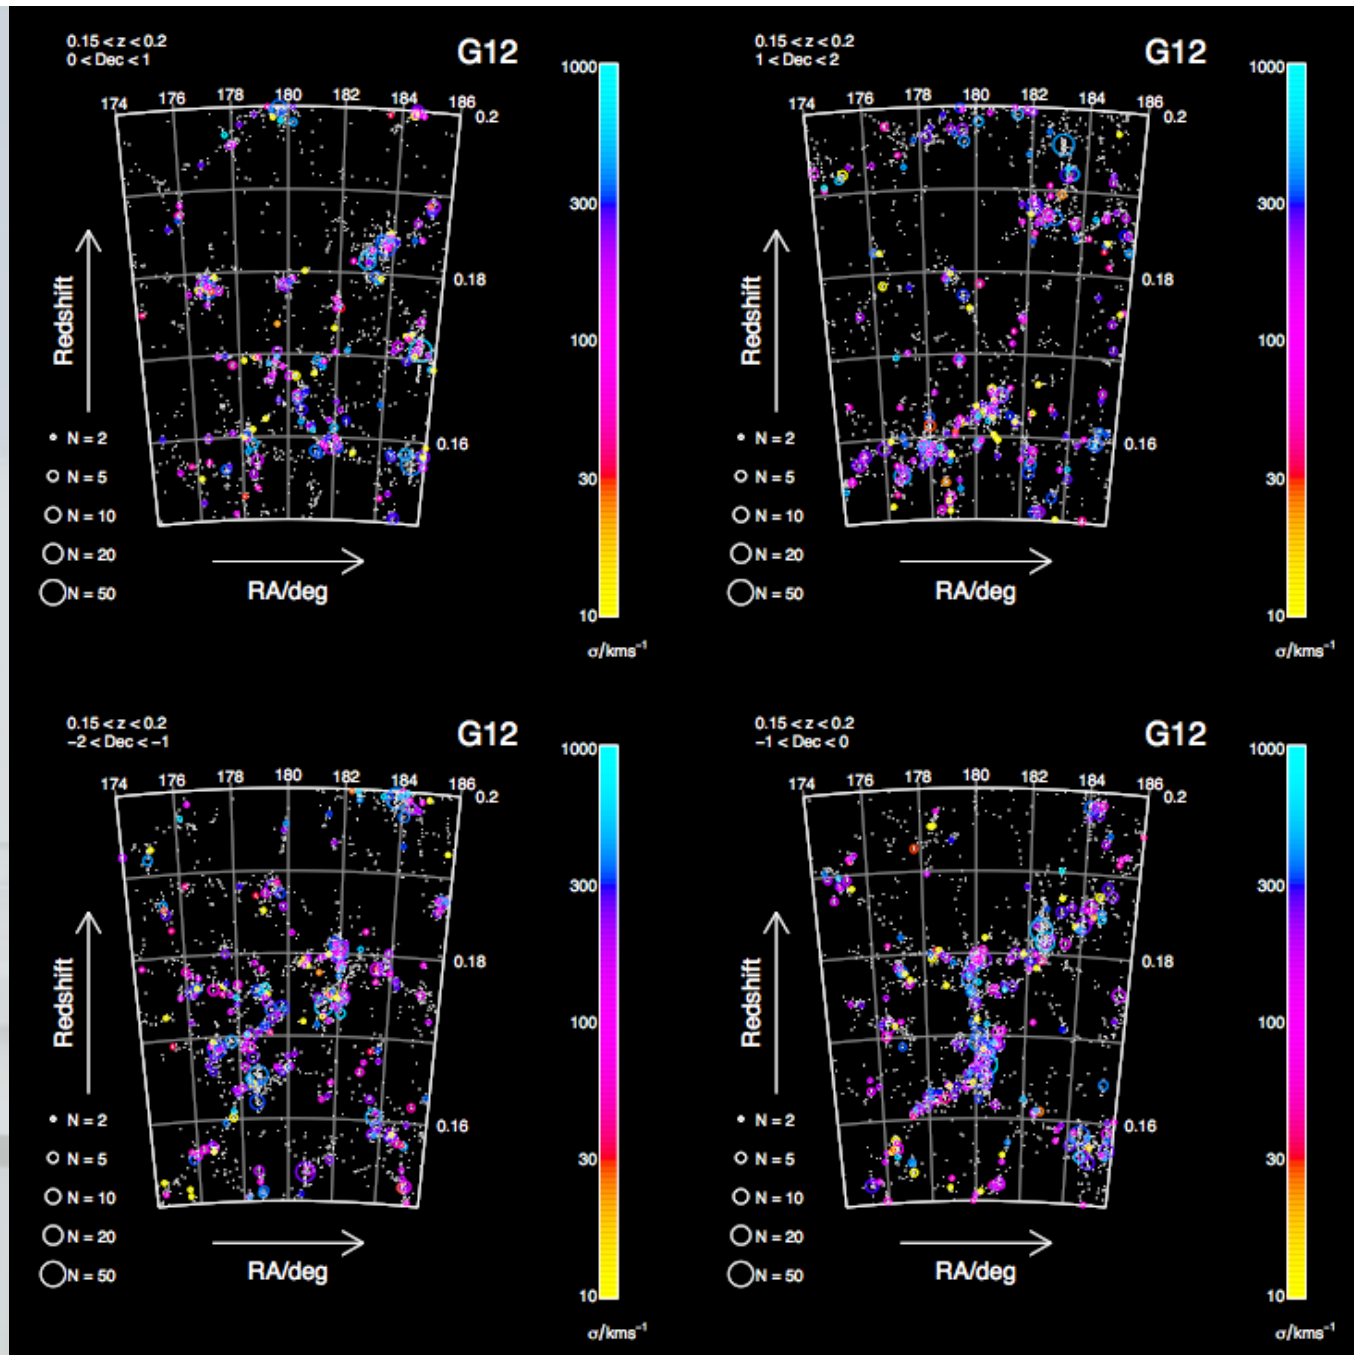 0.15 < z < 0.2
0 < Dec < 1
G12
174 176 178 180 182 184 186
0.2
0.18
0.16
Redshift
N = 2
N = 5
N = 10
N = 20
N = 50
RA/deg
1000
300
100
30
10
σ/kms⁻¹
0.15 < z < 0.2
1 < Dec < 2
G12
174 176 178 180 182 184 186
0.2
0.18
0.16
Redshift
N = 2
N = 5
N = 10
N = 20
N = 50
RA/deg
1000
300
100
30
10
σ/kms⁻¹
0.15 < z < 0.2
−2 < Dec < −1
G12
174 176 178 180 182 184 186
0.2
0.18
0.16
Redshift
N = 2
N = 5
N = 10
N = 20
N = 50
RA/deg
1000
300
100
30
10
σ/kms⁻¹
0.15 < z < 0.2
−1 < Dec < 0
G12
174 176 178 180 182 184 186
0.2
0.18
0.16
Redshift
N = 2
N = 5
N = 10
N = 20
N = 50
RA/deg
1000
300
100
30
10
σ/kms⁻¹